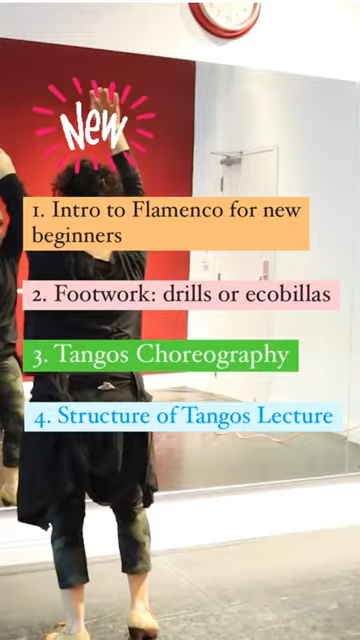 New
1. Intro to Flamenco for new
beginners
2. Footwork: drills or ecobillas
3. Tangos Choreography
4. Structure of Tangos Lecture